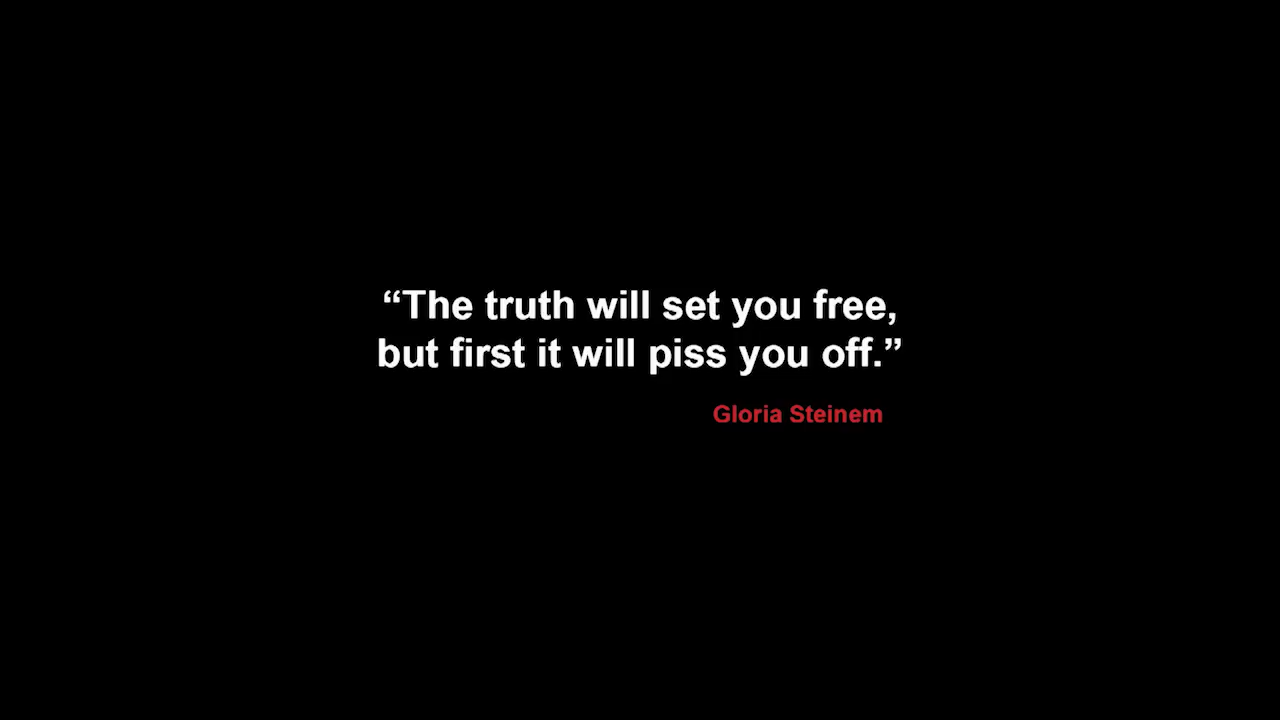 “The truth will set you free,
but first it will piss you off.”
Gloria Steinem